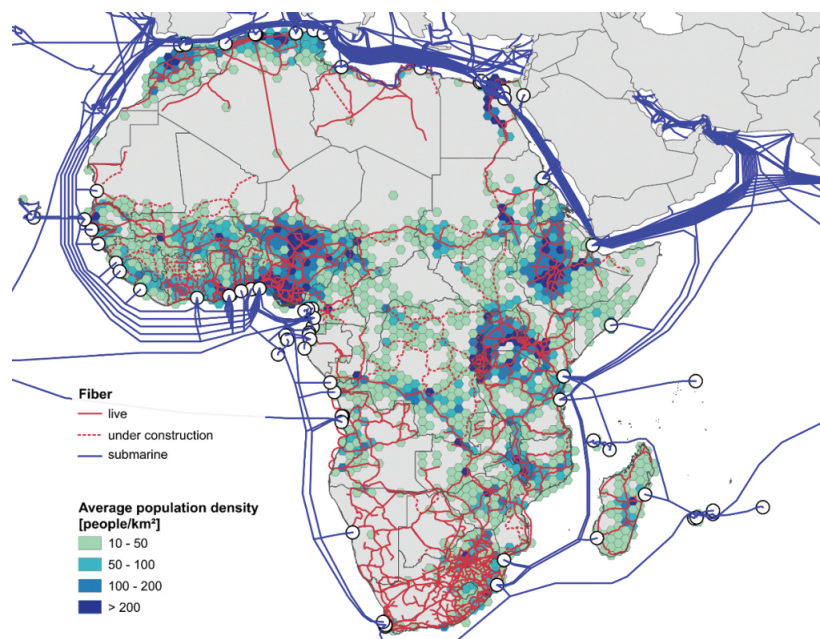 Fiber
live
under construction
submarine
Average population density
[people/km²]
10 - 50
50 - 100
100 - 200
> 200